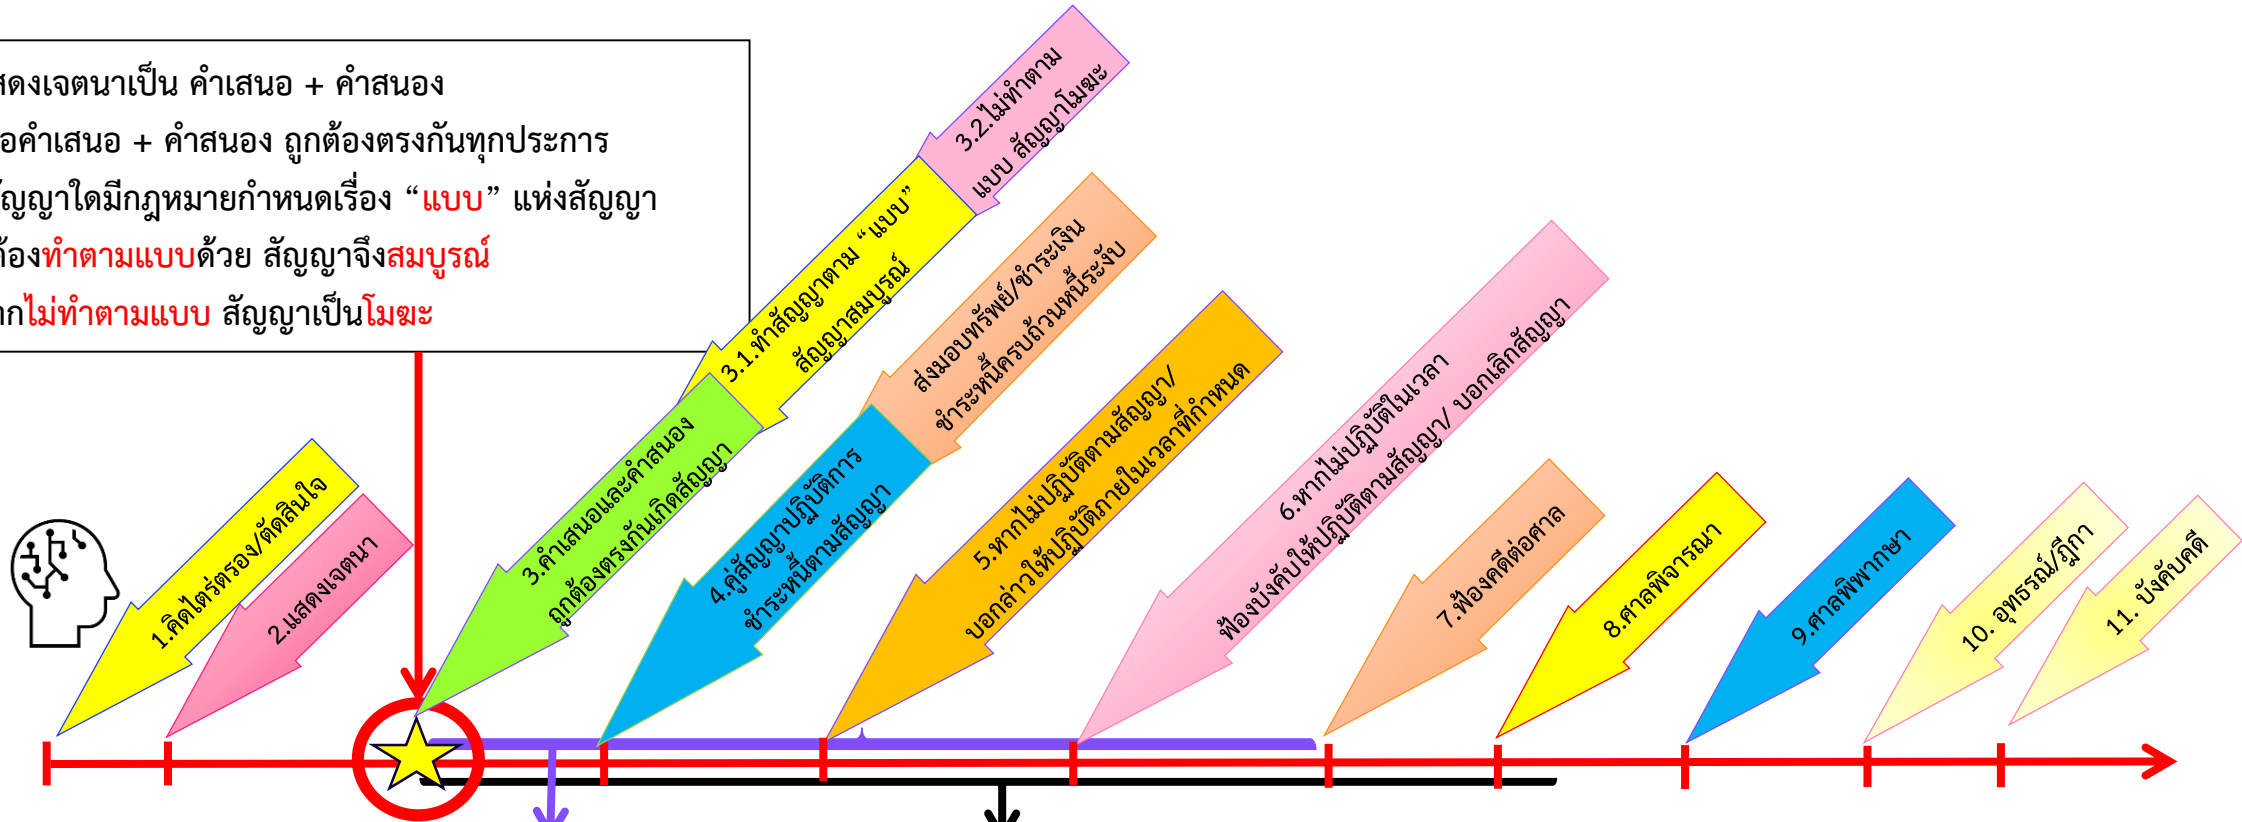 สดงเจตนาเป็น คำเสนอ + คำสนอง
อคำเสนอ + คำสนอง ถูกต้องตรงกันทุกประการ
ัญญาใดมีกฎหมายกำหนดเรื่อง “แบบ” แห่งสัญญา
ต้องทำตามแบบด้วย สัญญาจึงสมบูรณ์
ากไม่ทำตามแบบ สัญญาเป็นโมฆะ
1.คิดไตร่ตรอง/ตัดสินใจ
2.แสดงเจตนา
3.คำเสนอและคำสนอง
ถูกต้องตรงกันเกิดสัญญา
3.1.ทำสัญญาตาม “แบบ”
สัญญาสมบูรณ์
3.2.ไม่ทำตาม
แบบ สัญญาโมฆะ
4.คู่สัญญาปฏิบัติการ
ชำระหนี้ตามสัญญา
ส่งมอบทรัพย์/ชำระเงิน
ชำระหนี้ครบถ้วนหนี้ระงับ
5.หากไม่ปฏิบัติตามสัญญา/
บอกล่าวให้ปฏิบัติภายในเวลาที่กำหนด
6.หากไม่ปฏิบัติในเวลา
ฟ้องบังคับให้ปฏิบัติตามสัญญา/ บอกเลิกสัญญา
7.ฟ้องคดีต่อศาล
8.ศาลพิจารณา
9.ศาลพิพากษา
10. อุทธรณ์/ฎีกา
11. บังคับคดี